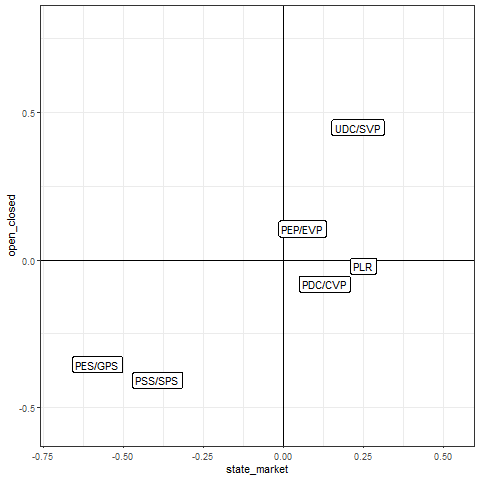 0.5
UDC/SVP
PEP/EVP
open_closed
0.0
PLR
PDC/CVP
PES/GPS
PSS/SPS
-0.5
-0.75 -0.50 -0.25 0.00 0.25 0.50
state_market